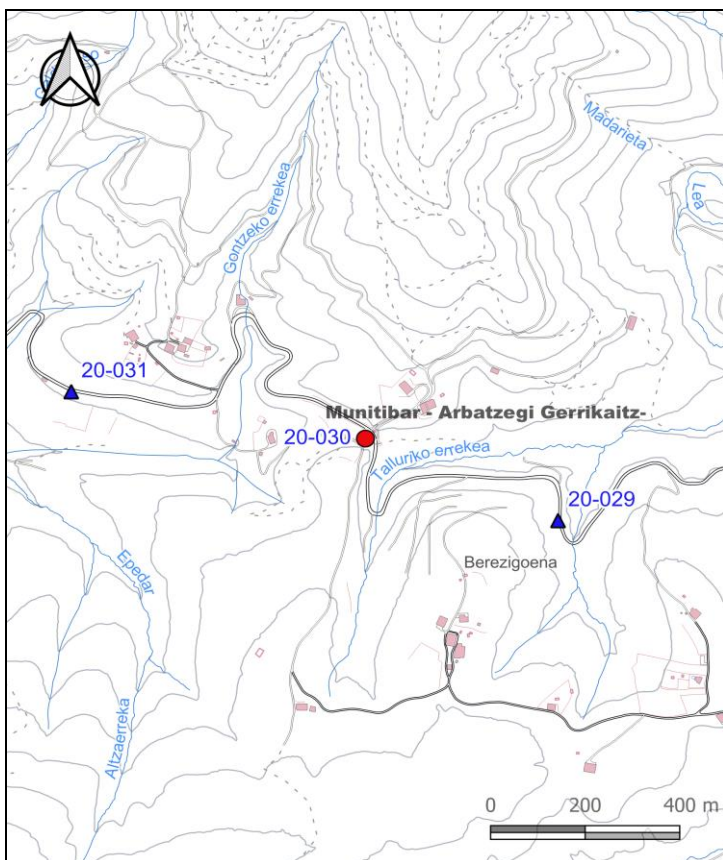 Madarieta
Lea
Gontzeko errekea
20-031
Munitibar - Arbatzegi Gerrikaitz-
20-030
Talluriko errekea
20-029
Berezigoena
Epedar
Altzaerreka
0 200 400 m